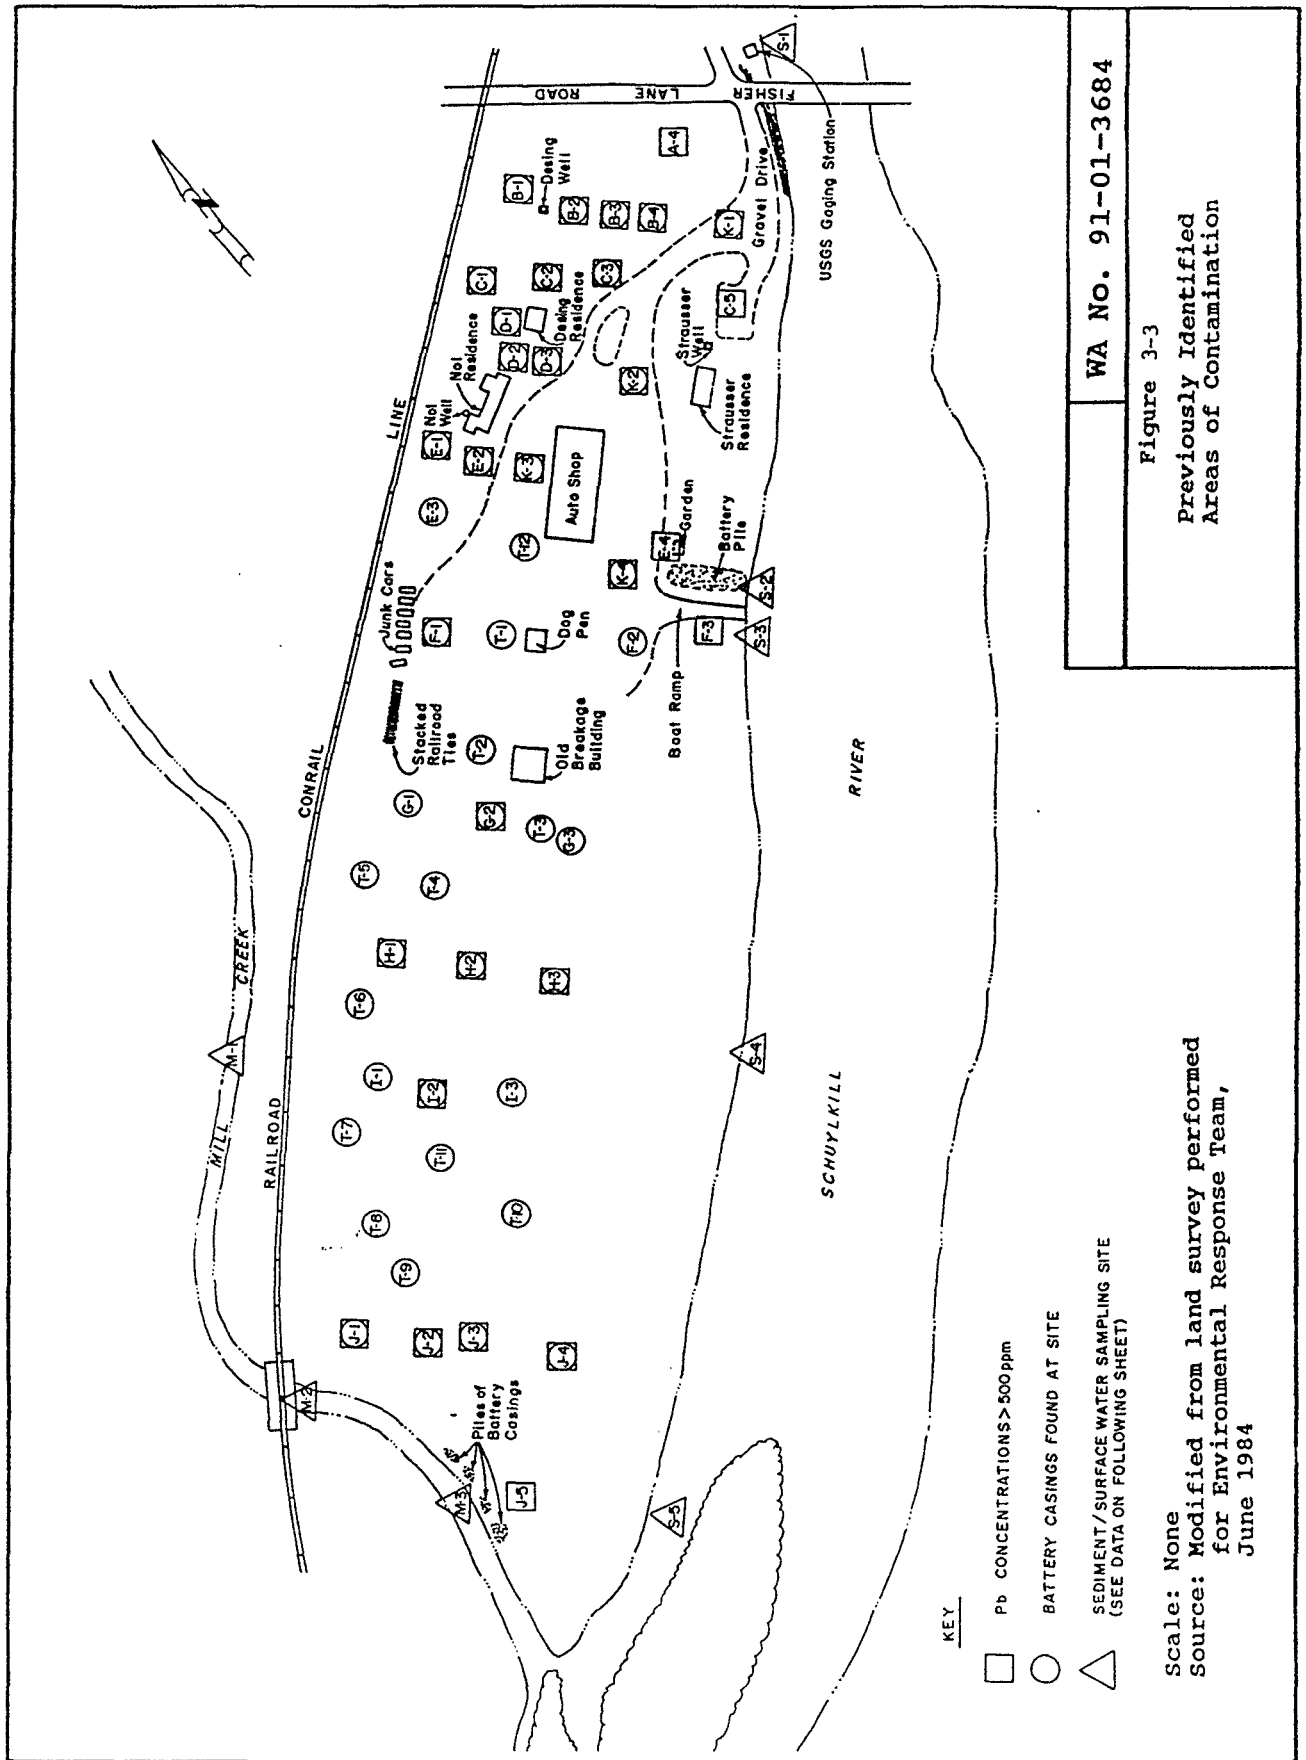 WA No. 91-01-3684
Figure 3-3
Previously Identified
Areas of Contamination
MILL
CREEK
RAILROAD
CONRAIL
LINE
FISHER
LANE
ROAD
SCHUYLKILL
RIVER
M-1
M-2
M-3
S-1
S-2
S-3
S-4
S-5
USGS Gaging Station
Gravel Drive
A-4
B-1
Desing
Well
B-2
B-3
B-4
K-1
C-1
C-2
C-3
C-5
D-1
D-2
D-3
Desing
Residence
Nol
Residence
Nol
Well
Strausser
Well
Strausser
Residence
K-2
E-1
E-2
K-3
E-3
T-12
Auto Shop
E-4
Garden
Battery
Pile
K-4
Junk Cars
F-1
T-1
Dog
Pen
F-2
F-3
Boat Ramp
Stacked
Railroad
Ties
T-2
Old
Breakage
Building
G-1
G-2
T-3
G-3
T-5
T-4
H-1
H-2
H-3
T-6
I-1
I-2
I-3
T-7
T-11
T-8
T-10
T-9
J-1
J-2
J-3
J-4
Piles of
Battery
Casings
J-5
KEY
Pb CONCENTRATIONS>500ppm
BATTERY CASINGS FOUND AT SITE
SEDIMENT/SURFACE WATER SAMPLING SITE
(SEE DATA ON FOLLOWING SHEET)
Scale: None
Source: Modified from land survey performed
for Environmental Response Team,
June 1984